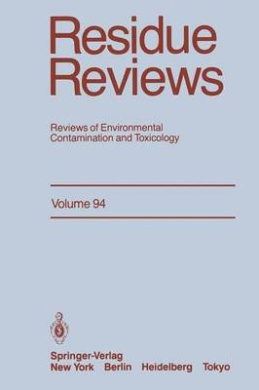 Residue
Reviews
Reviews of Environmental
Contamination and Toxicology
Volume 94
Springer-Verlag
New York Berlin Heidelberg Tokyo